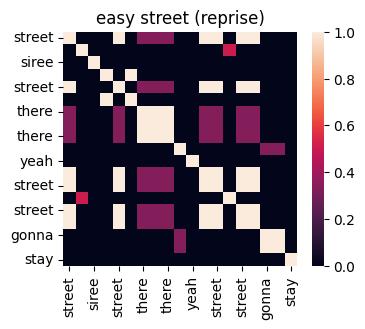 easy street (reprise)
street
siree
street
there
there
yeah
street
street
gonna
stay
street
siree
street
there
there
yeah
street
street
gonna
stay
1.0
0.8
0.6
0.4
0.2
0.0